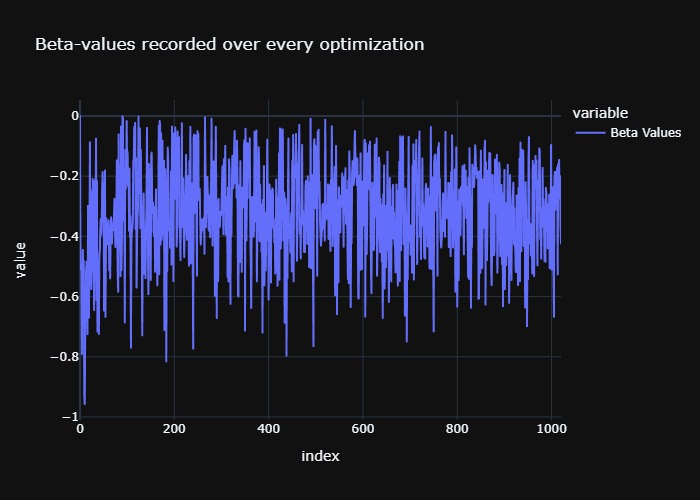 Beta-values recorded over every optimization
variable
Beta Values
0
−0.2
−0.4
−0.6
−0.8
−1
value
0
200
400
600
800
1000
index